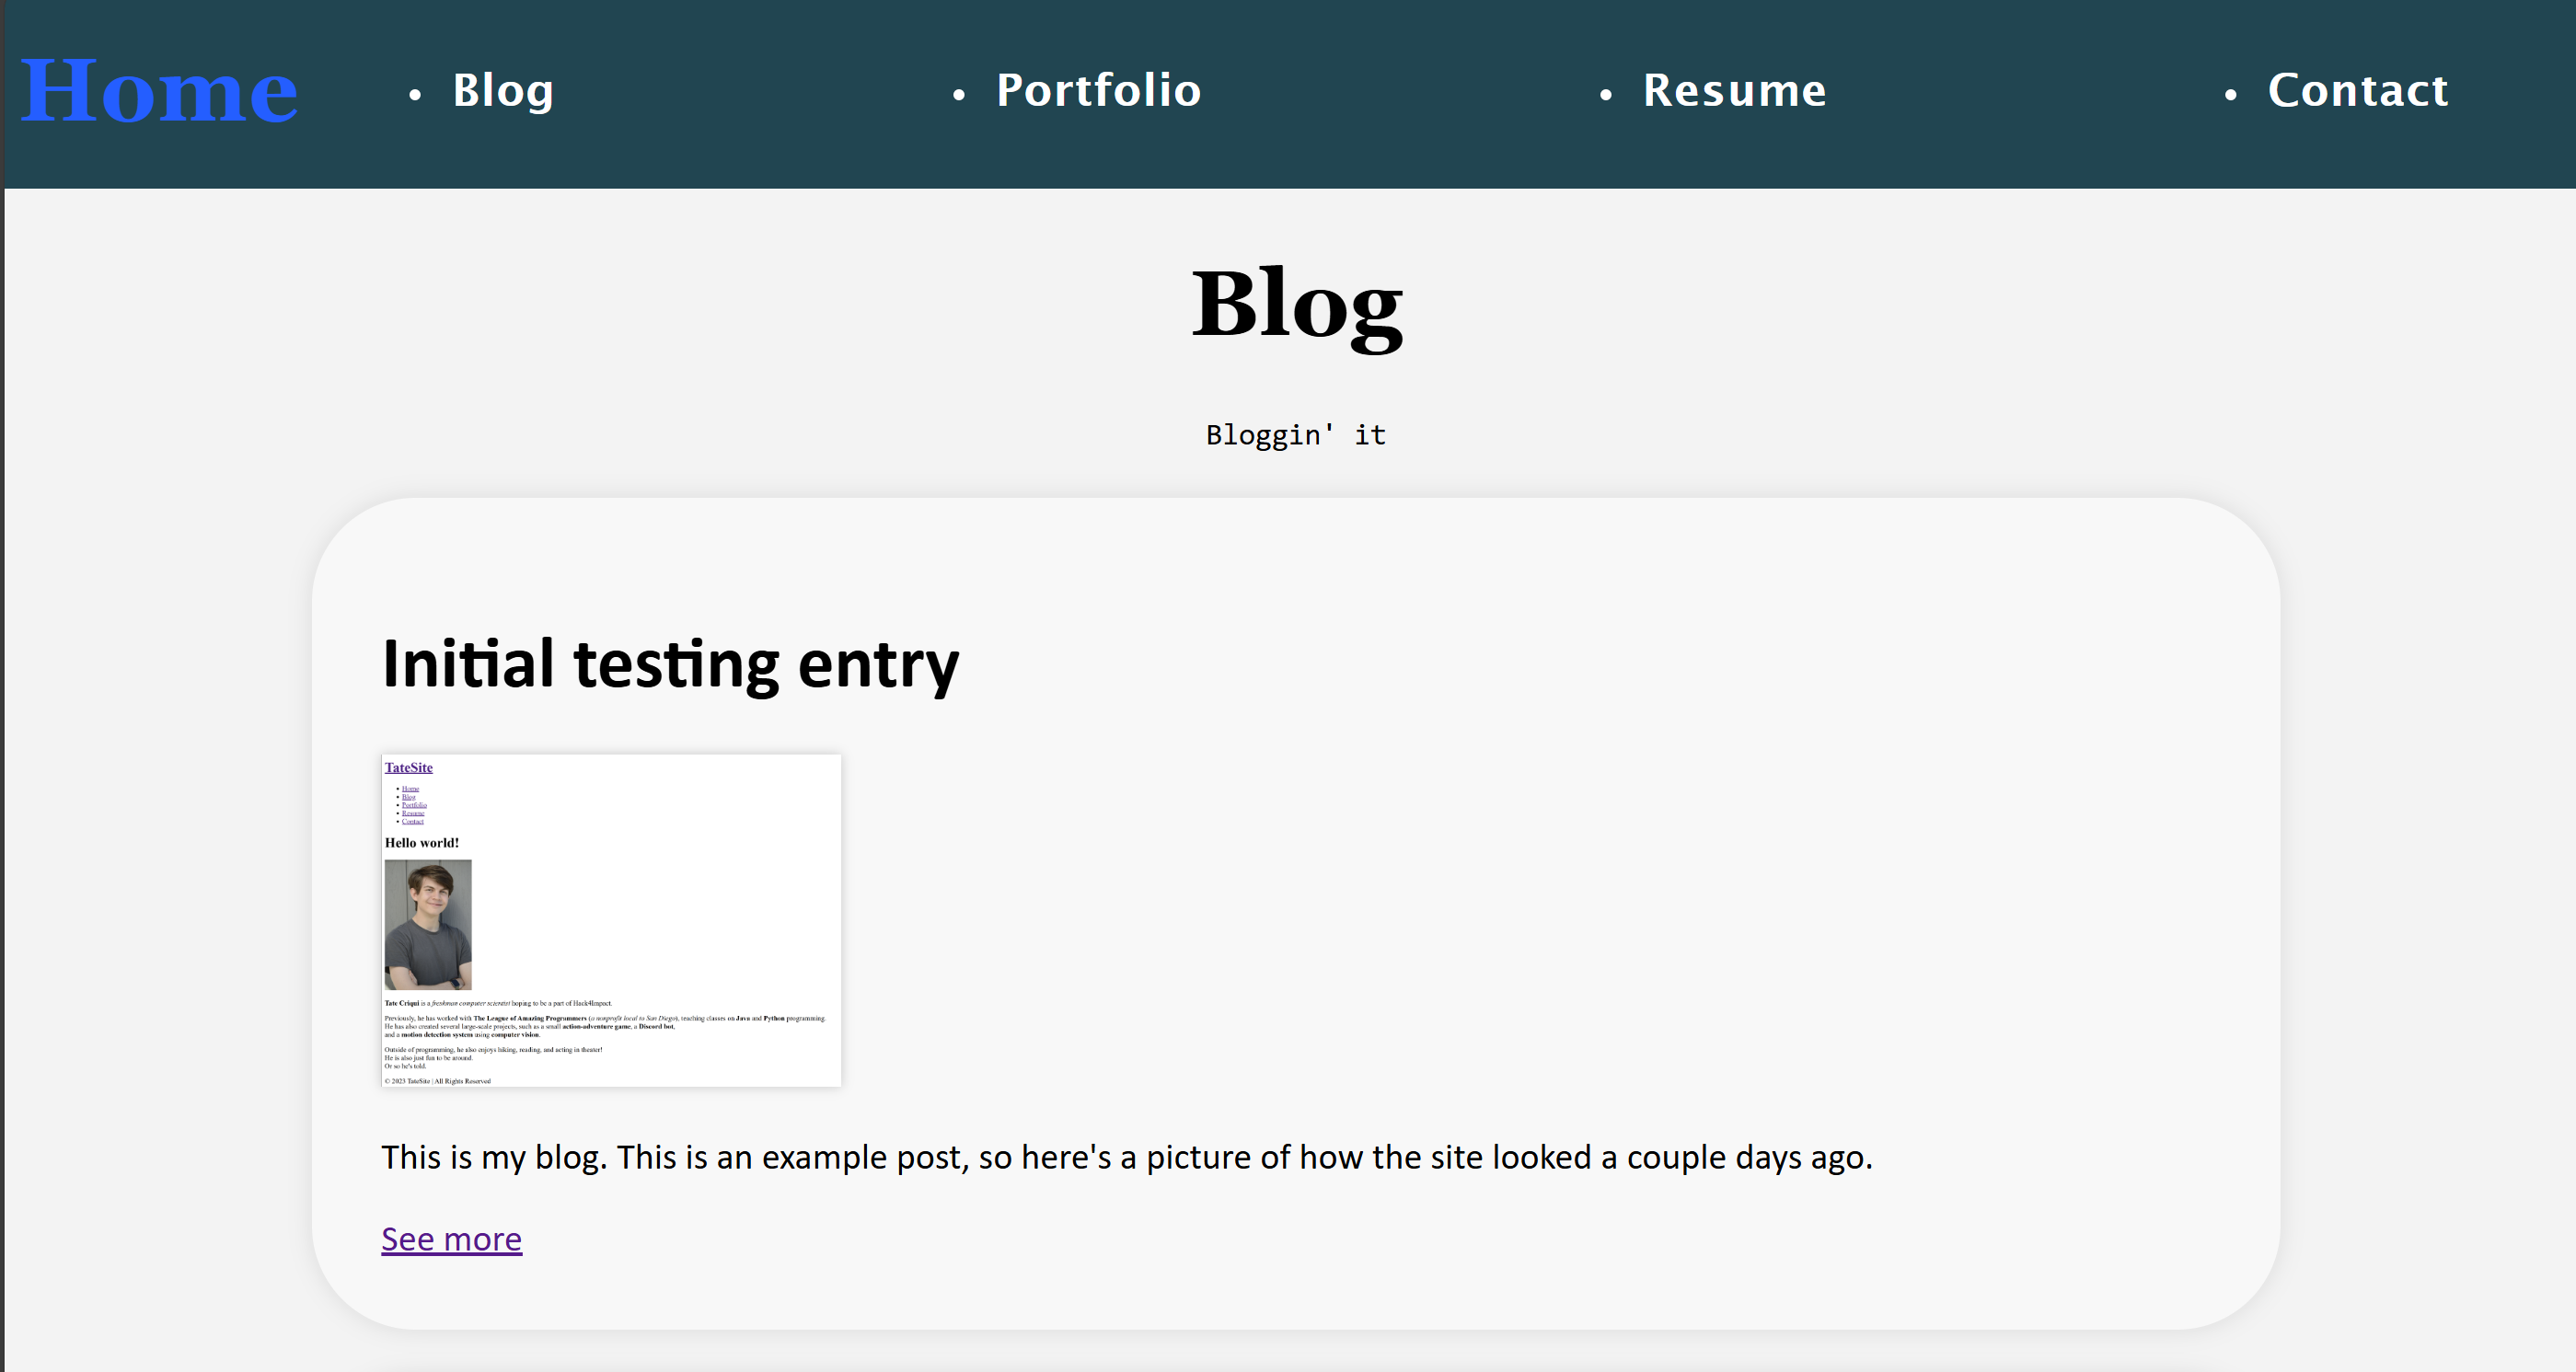 Home • Blog • Portfolio • Resume • Contact
Blog
Bloggin' it
Initial testing entry
TateSite
• Home
• Blog
• Portfolio
• Resume
• Contact
Hello world!
Tate Criqui is a freshman computer scientist hoping to be a part of Hack4Impact.
Previously, he has worked with The League of Amazing Programmers (a nonprofit local to San Diego), teaching classes on Java and Python programming.
He has also created several large-scale projects, such as a small action-adventure game, a Discord bot,
and a motion detection system using computer vision.
Outside of programming, he also enjoys hiking, reading, and acting in theater!
He is also just fun to be around.
Or so he's told.
© 2023 TateSite | All Rights Reserved
This is my blog. This is an example post, so here's a picture of how the site looked a couple days ago.
See more